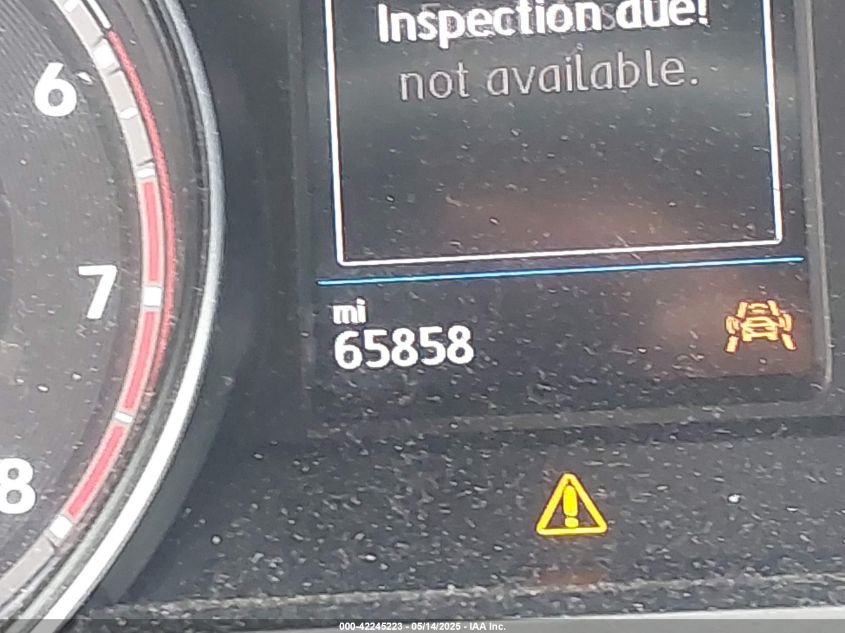 Inspection due!
not available.
6
7
8
mi
65858
000-42245223 - 05/14/2025 - IAA Inc.